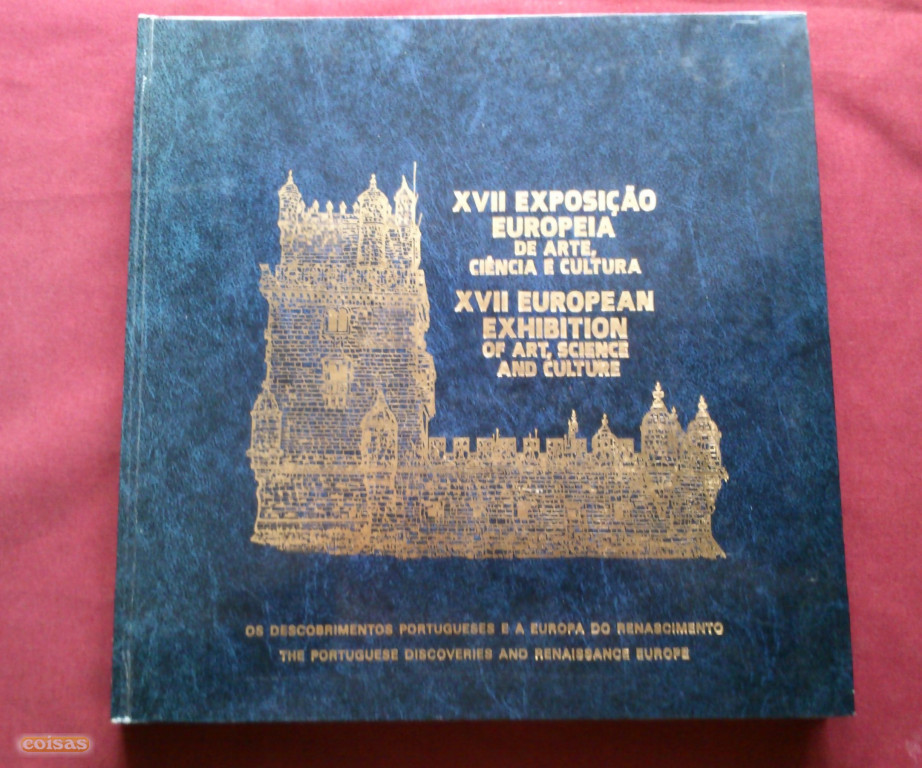 XVII EXPOSIÇÃO
EUROPEIA
DE ARTE,
CIÊNCIA E CULTURA
XVII EUROPEAN
EXHIBITION
OF ART, SCIENCE
AND CULTURE
OS DESCOBRIMENTOS PORTUGUESES E A EUROPA DO RENASCIMENTO
THE PORTUGUESE DISCOVERIES AND RENAISSANCE EUROPE
coisas